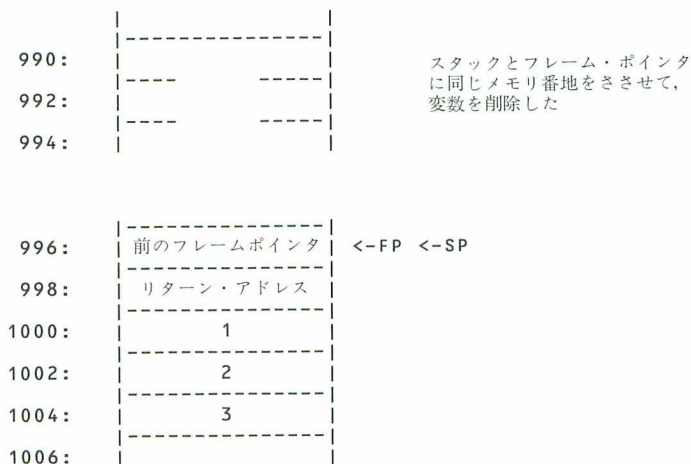 990:
スタックとフレーム・ポインタ
に同じメモリ番地をささせて，
変数を削除した
992:
994:
996: 前のフレームポインタ <-FP <-SP
998: リターン・アドレス
1000: 1
1002: 2
1004: 3
1006: